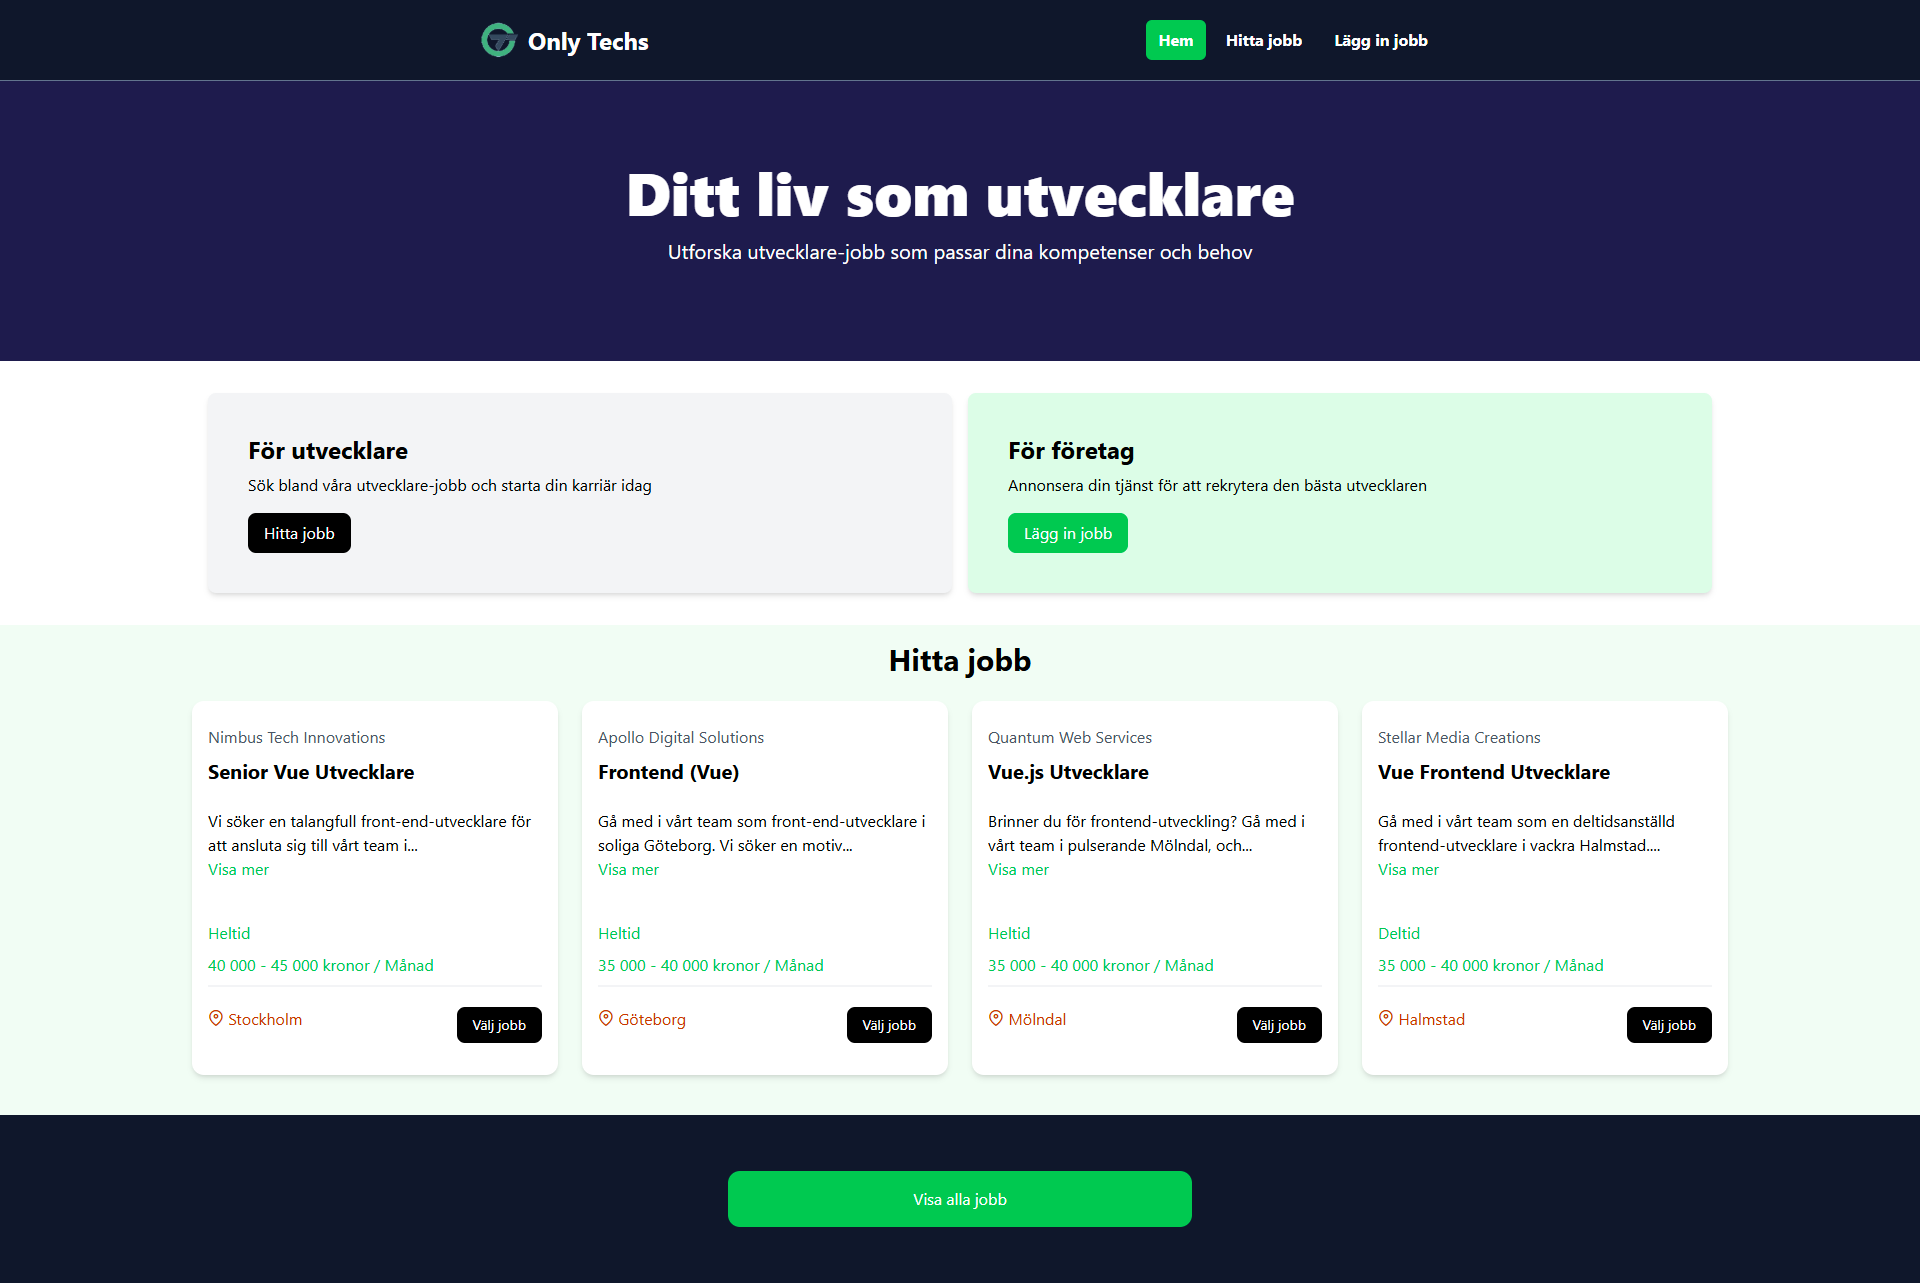 Only Techs
Hem
Hitta jobb
Lägg in jobb
Ditt liv som utvecklare
Utforska utvecklare-jobb som passar dina kompetenser och behov
För utvecklare
Sök bland våra utvecklare-jobb och starta din karriär idag
Hitta jobb
För företag
Annonsera din tjänst för att rekrytera den bästa utvecklaren
Lägg in jobb
Hitta jobb
Nimbus Tech Innovations
Senior Vue Utvecklare
Vi söker en talangfull front-end-utvecklare för
att ansluta sig till vårt team i...
Visa mer
Heltid
40 000 - 45 000 kronor / Månad
Stockholm
Välj jobb
Apollo Digital Solutions
Frontend (Vue)
Gå med i vårt team som front-end-utvecklare i
soliga Göteborg. Vi söker en motiv...
Visa mer
Heltid
35 000 - 40 000 kronor / Månad
Göteborg
Välj jobb
Quantum Web Services
Vue.js Utvecklare
Brinner du för frontend-utveckling? Gå med i
vårt team i pulserande Mölndal, och...
Visa mer
Heltid
35 000 - 40 000 kronor / Månad
Mölndal
Välj jobb
Stellar Media Creations
Vue Frontend Utvecklare
Gå med i vårt team som en deltidsanställd
frontend-utvecklare i vackra Halmstad....
Visa mer
Deltid
35 000 - 40 000 kronor / Månad
Halmstad
Välj jobb
Visa alla jobb